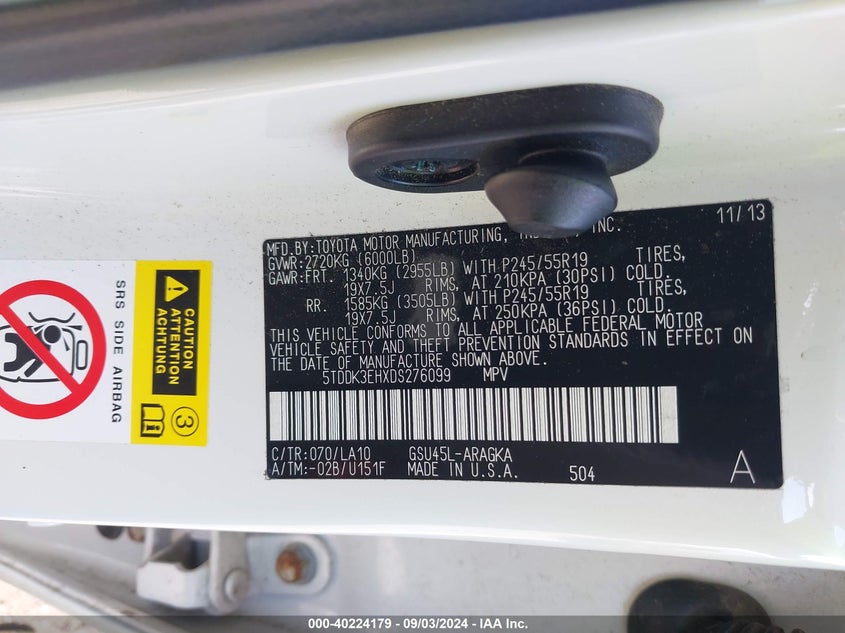 11/13
MFD.BY:TOYOTA MOTOR MANUFACTURING, INC.
GVWR:2720KG (6000LB)
GAWR:FRT. 1340KG (2955LB) WITH P245/55R19 TIRES,
19X7.5J RIMS, AT 210KPA (30PSI) COLD.
RR. 1585KG (3505LB) WITH P245/55R19 TIRES,
19X7.5J RIMS, AT 250KPA (36PSI) COLD.
THIS VEHICLE CONFORMS TO ALL APPLICABLE FEDERAL MOTOR
VEHICLE SAFETY AND THEFT PREVENTION STANDARDS IN EFFECT ON
THE DATE OF MANUFACTURE SHOWN ABOVE.
5TDDK3EHXDS276099 MPV
C/TR:070/LA10 GSU45L-ARAGKA
A/TM:-02B/U151F MADE IN U.S.A. 504 A
SRS SIDE AIRBAG
CAUTION
ATTENTION
ACHTUNG
3
000-40224179 - 09/03/2024 - IAA Inc.